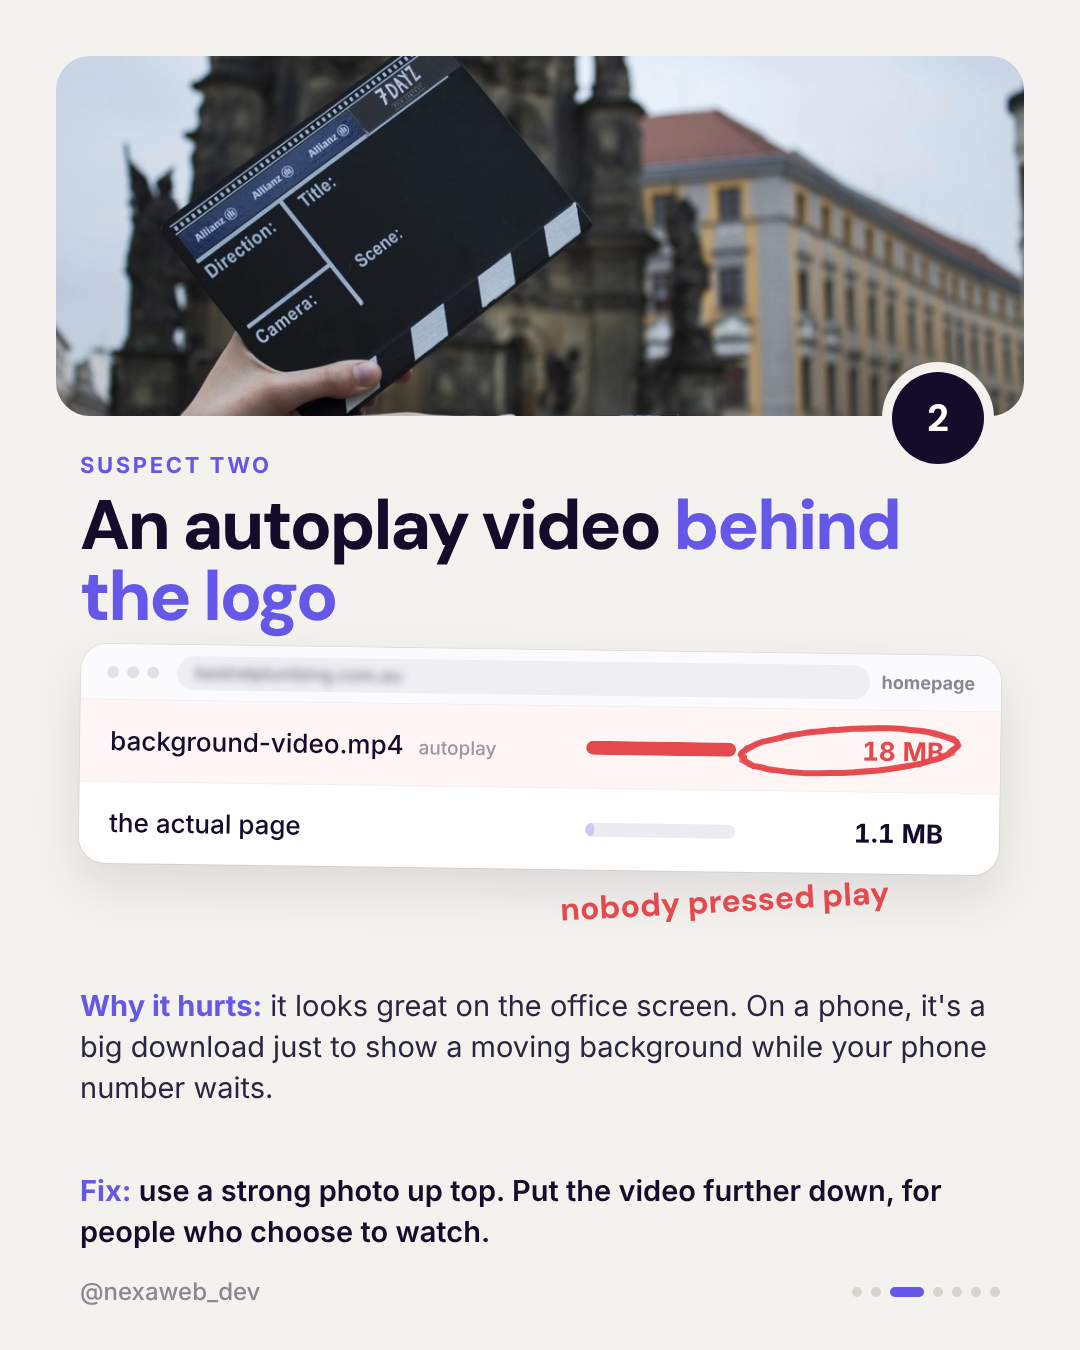 7DAYZ
Allianz Allianz Allianz
Title:
Direction:
Scene:
Camera:
2
SUSPECT TWO
An autoplay video behind
the logo
homepage
background-video.mp4 autoplay 18 MB
the actual page 1.1 MB
nobody pressed play
Why it hurts: it looks great on the office screen. On a phone, it's a
big download just to show a moving background while your phone
number waits.
Fix: use a strong photo up top. Put the video further down, for
people who choose to watch.
@nexaweb_dev